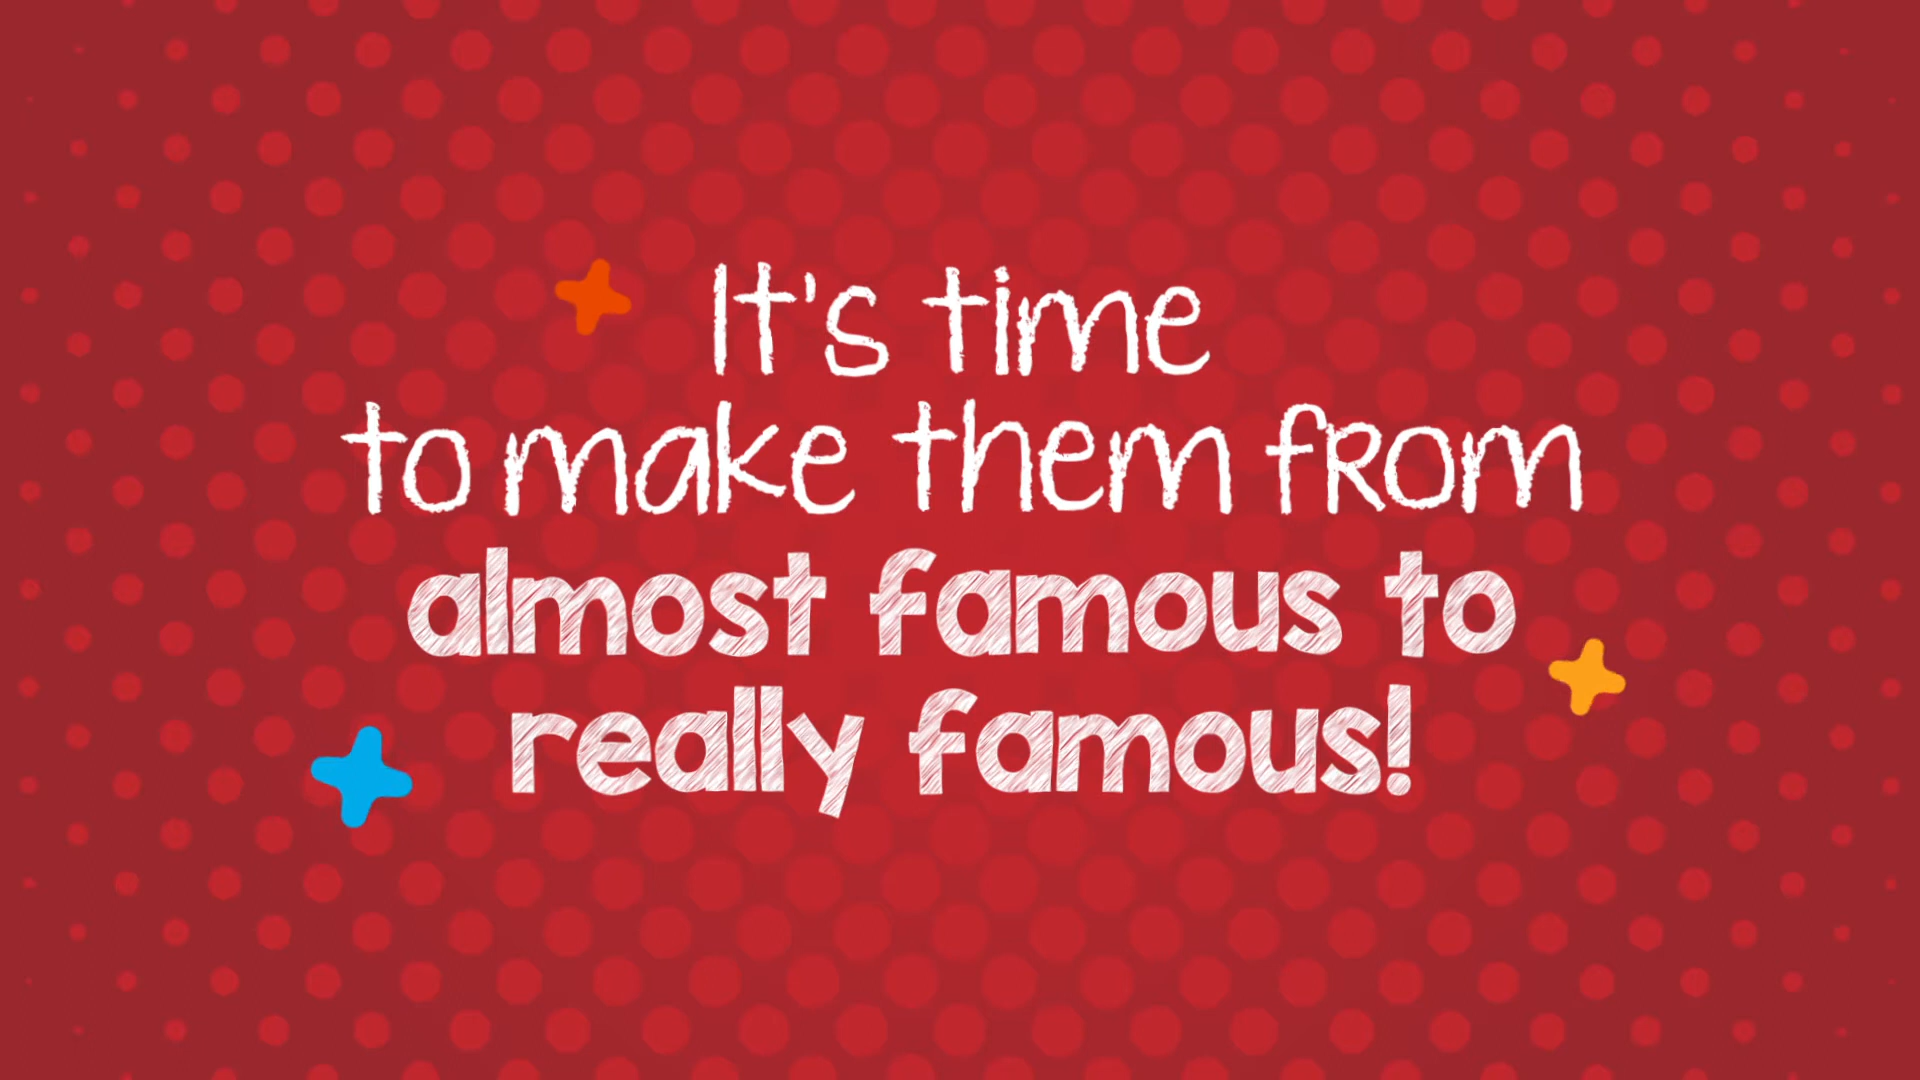 It's time
to make them from
almost famous to
really famous!